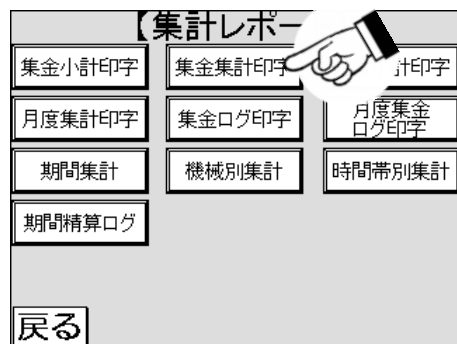 【集計レポー
集金小計印字
集金集計印字
計印字
月度集計印字
集金ログ印字
月度集金
ログ印字
期間集計
機械別集計
時間帯別集計
期間精算ログ
戻る